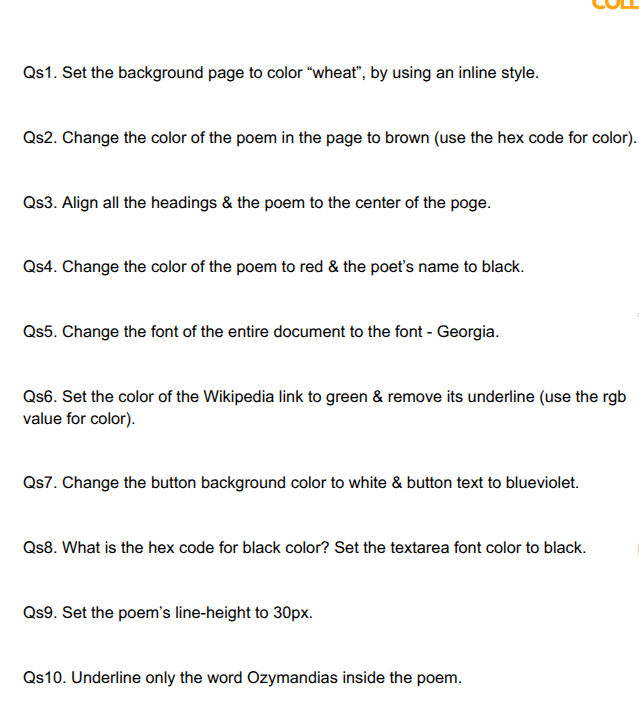 COLL
Qs1. Set the background page to color “wheat”, by using an inline style.
Qs2. Change the color of the poem in the page to brown (use the hex code for color).
Qs3. Align all the headings & the poem to the center of the poge.
Qs4. Change the color of the poem to red & the poet’s name to black.
Qs5. Change the font of the entire document to the font - Georgia.
Qs6. Set the color of the Wikipedia link to green & remove its underline (use the rgb
value for color).
Qs7. Change the button background color to white & button text to blueviolet.
Qs8. What is the hex code for black color? Set the textarea font color to black.
Qs9. Set the poem’s line-height to 30px.
Qs10. Underline only the word Ozymandias inside the poem.